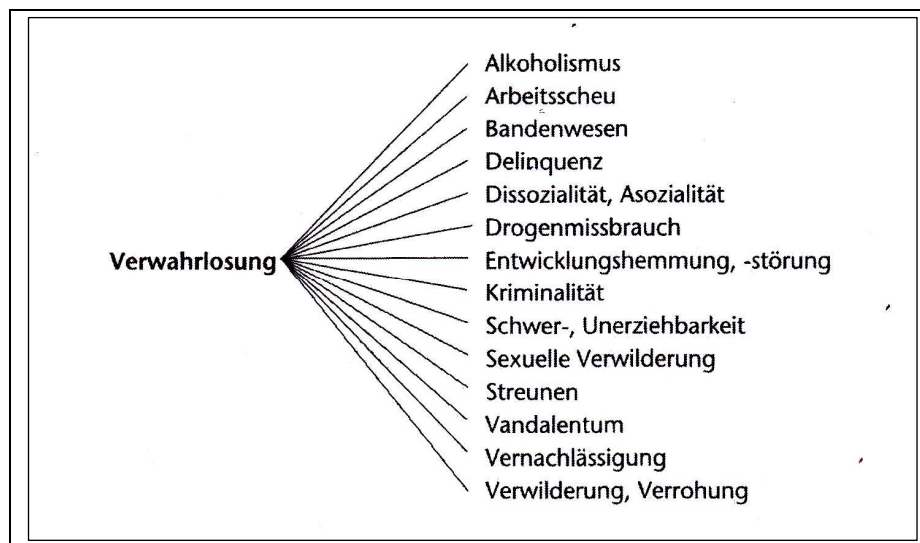 Alkoholismus
Arbeitsscheu
Bandenwesen
Delinquenz
Dissozialität, Asozialität
Drogenmissbrauch
Verwahrlosung
Entwicklungshemmung, -störung
Kriminalität
Schwer-, Unerziehbarkeit
Sexuelle Verwilderung
Streunen
Vandalentum
Vernachlässigung
Verwilderung, Verrohung